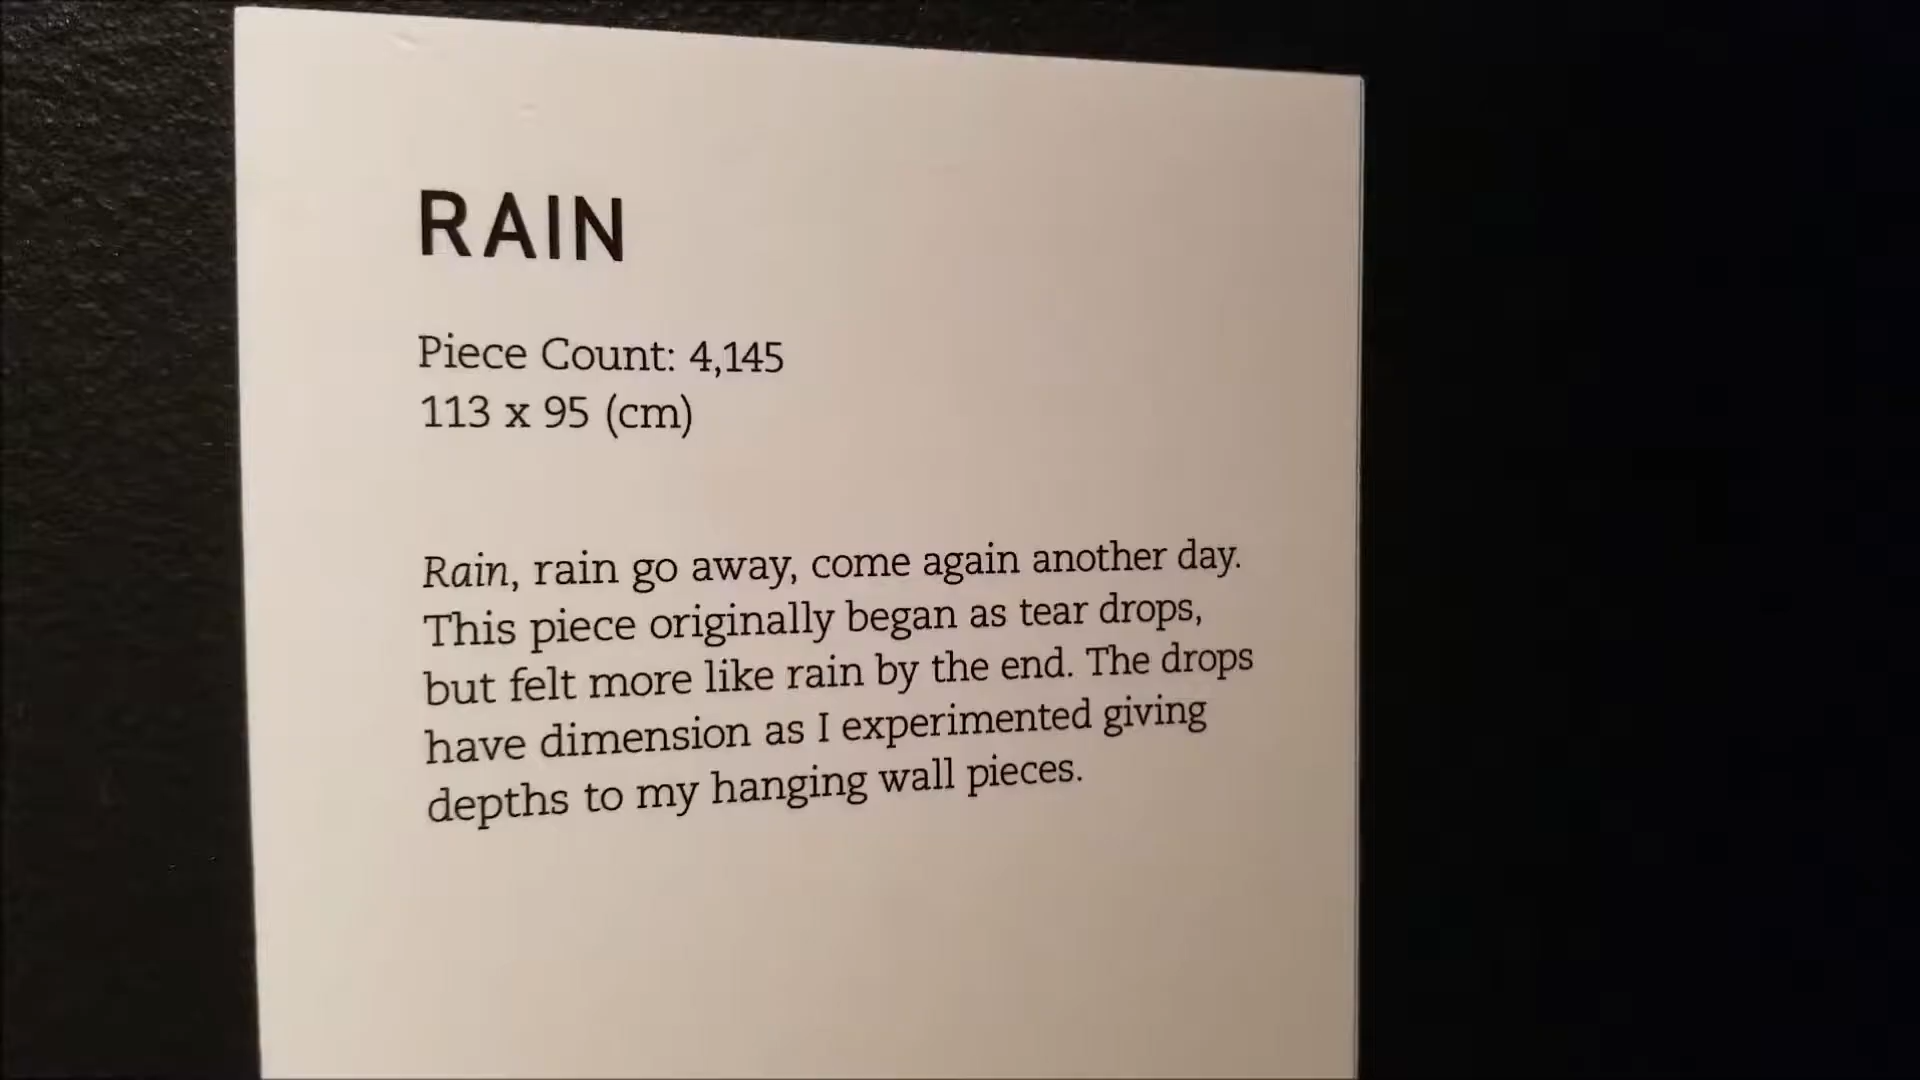 RAIN
Piece Count: 4,145
113 x 95 (cm)
Rain, rain go away, come again another day.
This piece originally began as tear drops,
but felt more like rain by the end. The drops
have dimension as I experimented giving
depths to my hanging wall pieces.